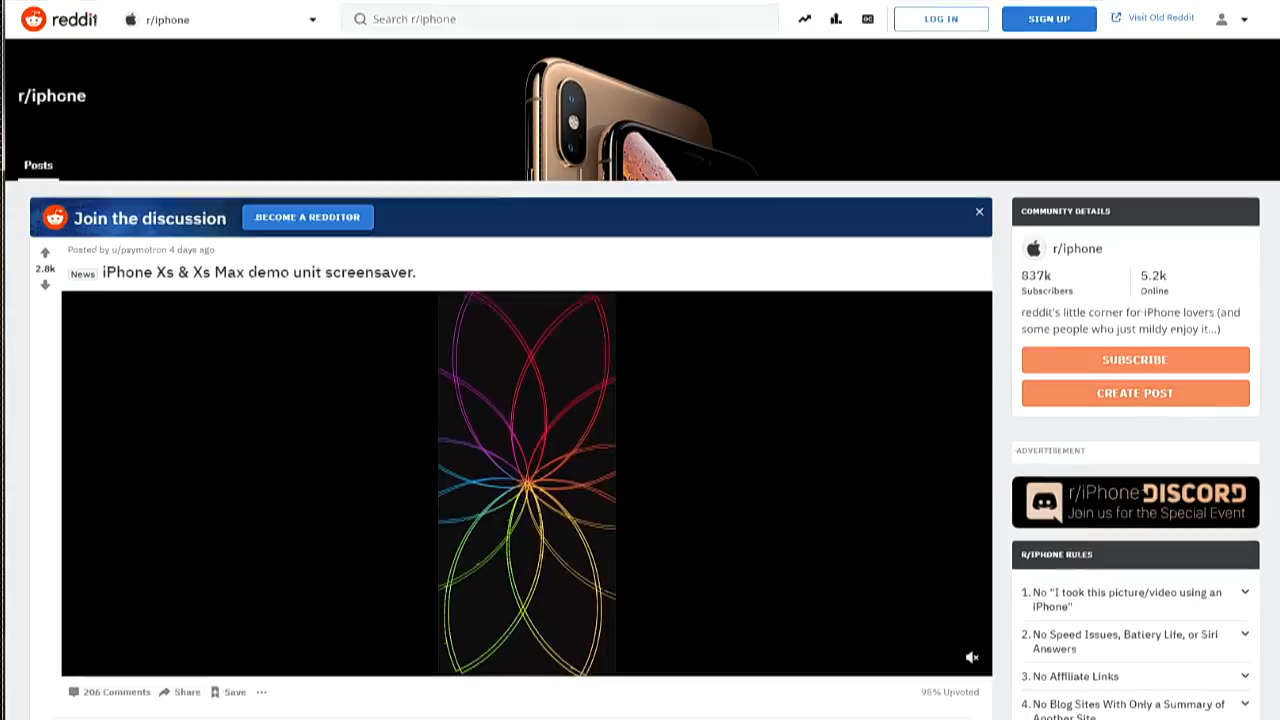 reddit
r/iphone
Search r/iphone
LOG IN
SIGN UP
Visit Old Reddit
r/iphone
Posts
Join the discussion
BECOME A REDDITOR
Posted by u/psymotron 4 days ago
2.8k
News
iPhone Xs & Xs Max demo unit screensaver.
206 Comments
Share
Save
95% Upvoted
COMMUNITY DETAILS
r/iphone
837k
5.2k
Subscribers
Online
reddit's little corner for iPhone lovers (and
some people who just mildly enjoy it...)
SUBSCRIBE
CREATE POST
ADVERTISEMENT
r/iPhone DISCORD
Join us for the Special Event
R/IPHONE RULES
1. No "I took this picture/video using an
iPhone"
2. No Speed Issues, Battery Life, or Siri
Answers
3. No Affiliate Links
4. No Blog Sites With Only a Summary of
Another Site